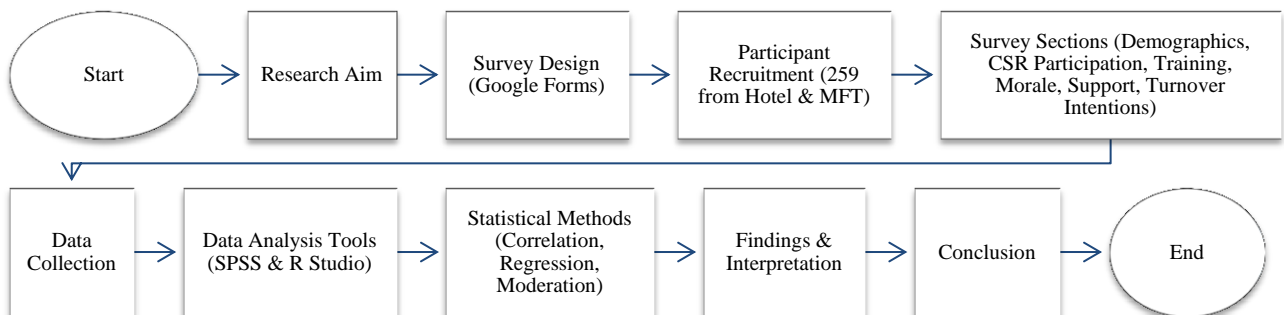 Start
Research Aim
Survey Design
(Google Forms)
Participant
Recruitment (259
from Hotel & MFT)
Survey Sections (Demographics,
CSR Participation, Training,
Morale, Support, Turnover
Intentions)
Data
Collection
Data Analysis Tools
(SPSS & R Studio)
Statistical Methods
(Correlation,
Regression,
Moderation)
Findings &
Interpretation
Conclusion
End